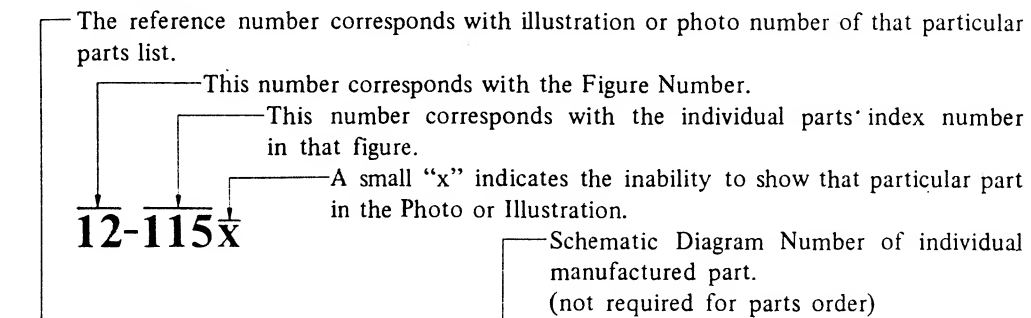 The reference number corresponds with illustration or photo number of that particular
parts list.
This number corresponds with the Figure Number.
This number corresponds with the individual parts' index number
in that figure.
A small “x” indicates the inability to show that particular part
in the Photo or Illustration.
12-115x
Schematic Diagram Number of individual
manufactured part.
(not required for parts order)